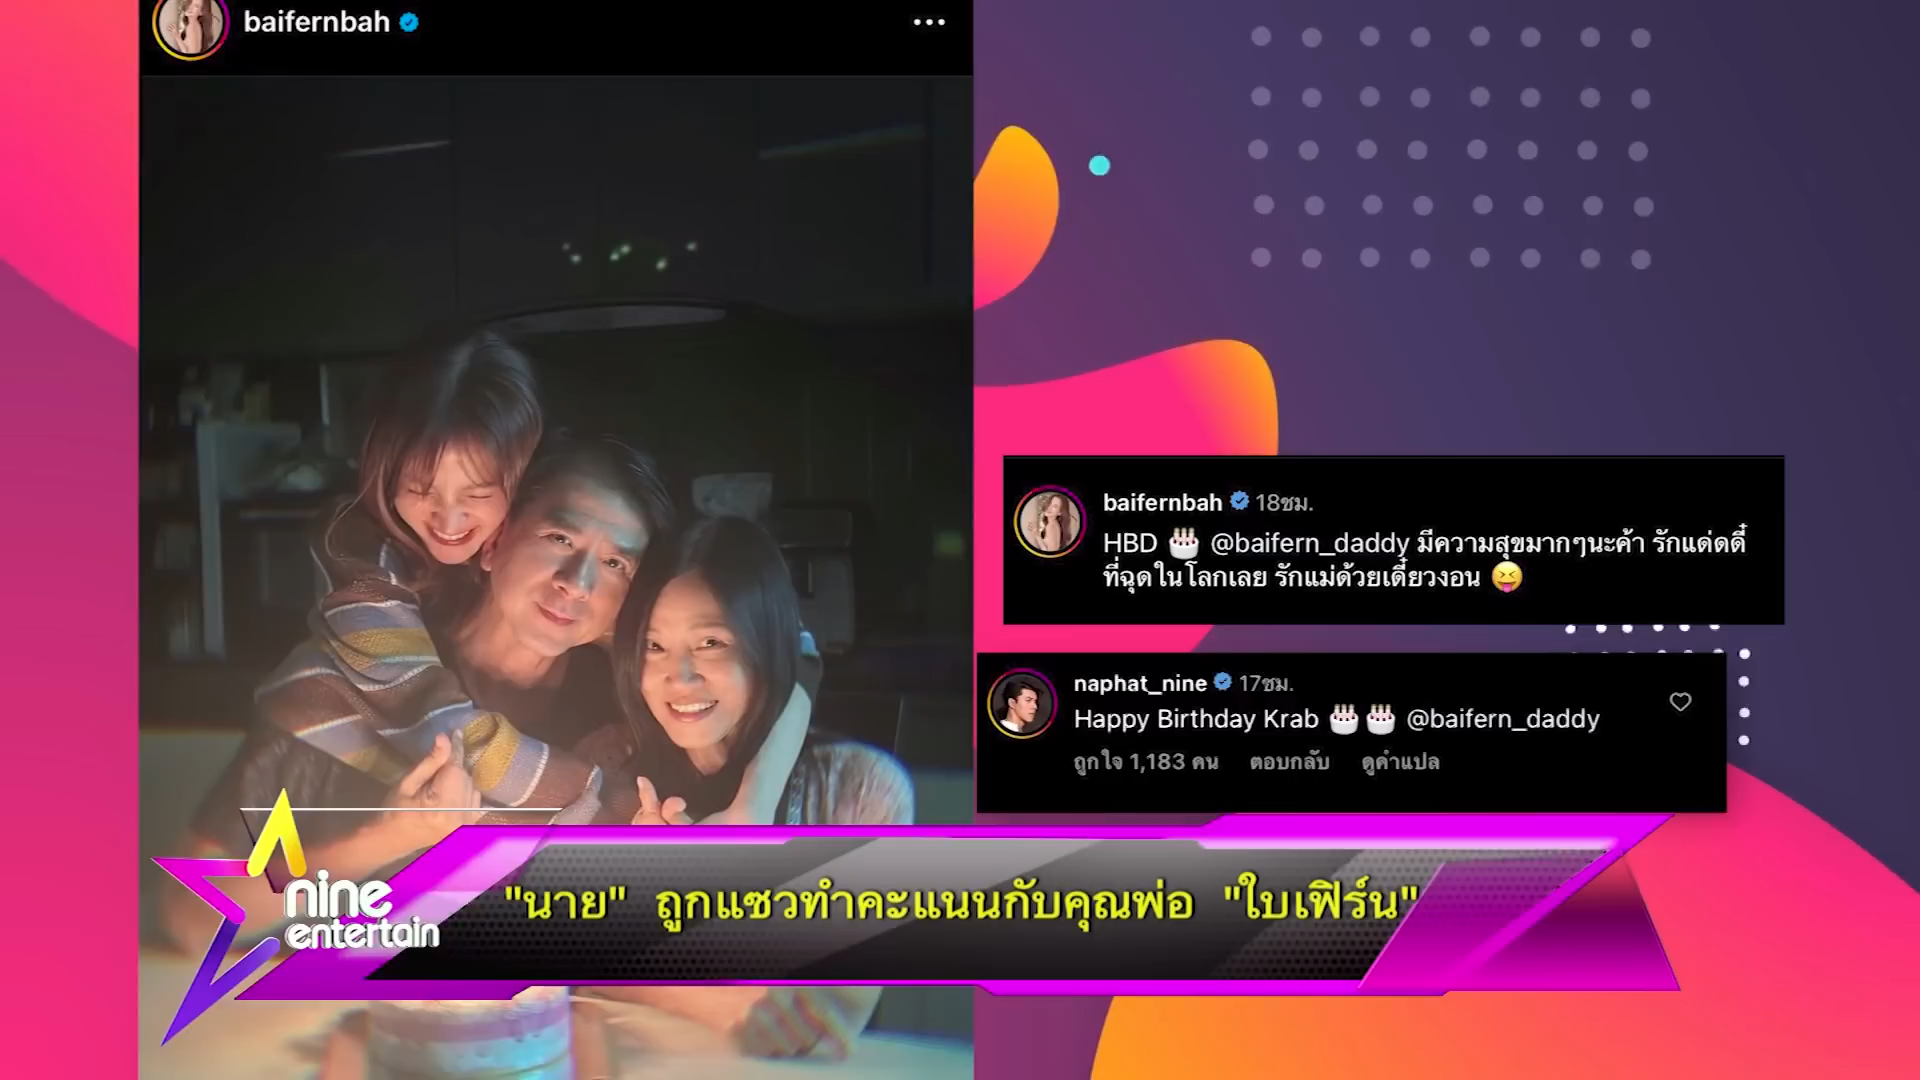 baifernbah
baifernbah 18ชม.
HBD 🎂 @baifern_daddy มีความสุขมากๆนะค้า รักแด่ดดี๋
ที่ฉุดในโลกเลย รักแม่ด้วยเดี๋ยวงอน 😝
naphat_nine 17ชม.
Happy Birthday Krab 🎂🎂 @baifern_daddy
ถูกใจ 1,183 คน ตอบกลับ ดูคำแปล
nine
entertain
"นาย" ถูกแซวทำคะแนนกับคุณพ่อ "ใบเฟิร์น"